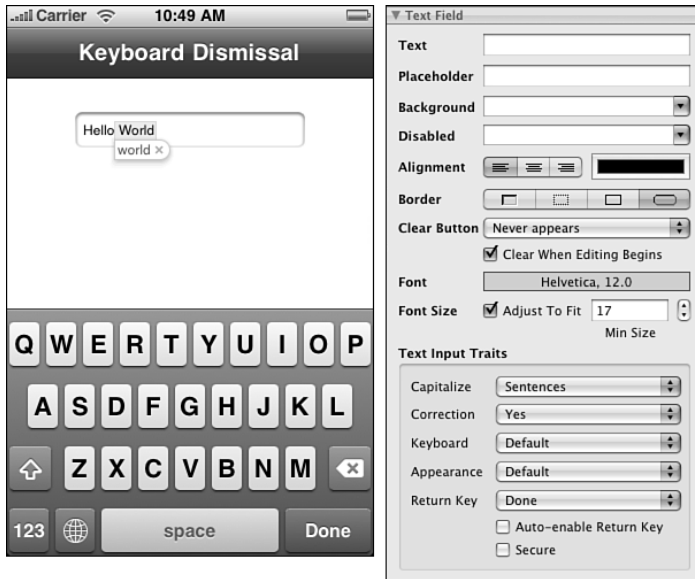 Carrier 10:49 AM
Keyboard Dismissal
Hello World
world ×
Q W E R T Y U I O P
A S D F G H J K L
Z X C V B N M
123 space Done
Text Field
Text
Placeholder
Background
Disabled
Alignment
Border
Clear Button Never appears
Clear When Editing Begins
Font Helvetica, 12.0
Font Size Adjust To Fit 17
Min Size
Text Input Traits
Capitalize Sentences
Correction Yes
Keyboard Default
Appearance Default
Return Key Done
Auto-enable Return Key
Secure